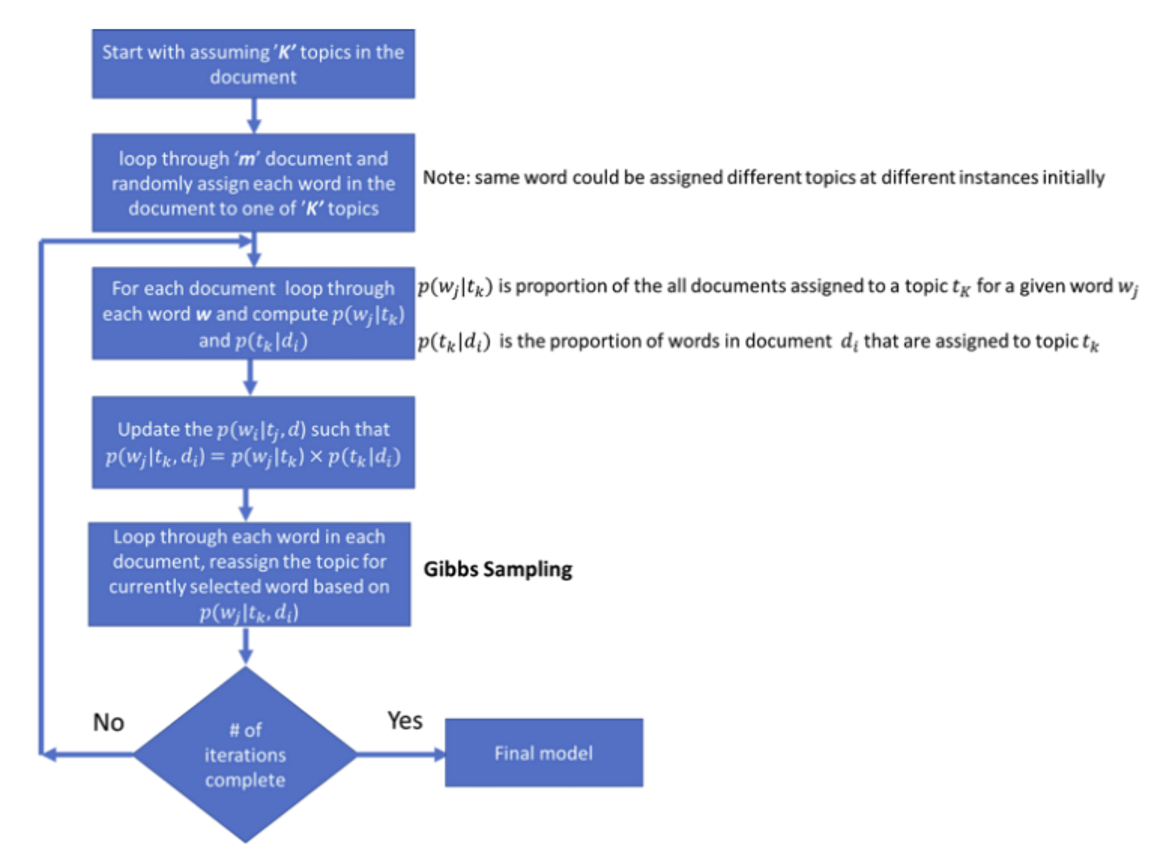 Start with assuming 'K' topics in the
document
loop through 'm' document and
randomly assign each word in the
document to one of 'K' topics
Note: same word could be assigned different topics at different instances initially
For each document loop through
each word w and compute p(w_j|t_k)
and p(t_k|d_i)
p(w_j|t_k) is proportion of the all documents assigned to a topic t_K for a given word w_j
p(t_k|d_i) is the proportion of words in document d_i that are assigned to topic t_k
Update the p(w_i|t_j, d) such that
p(w_j|t_k, d_i) = p(w_j|t_k) × p(t_k|d_i)
Loop through each word in each
document, reassign the topic for
currently selected word based on
p(w_j|t_k, d_i)
Gibbs Sampling
No
# of
iterations
complete
Yes
Final model